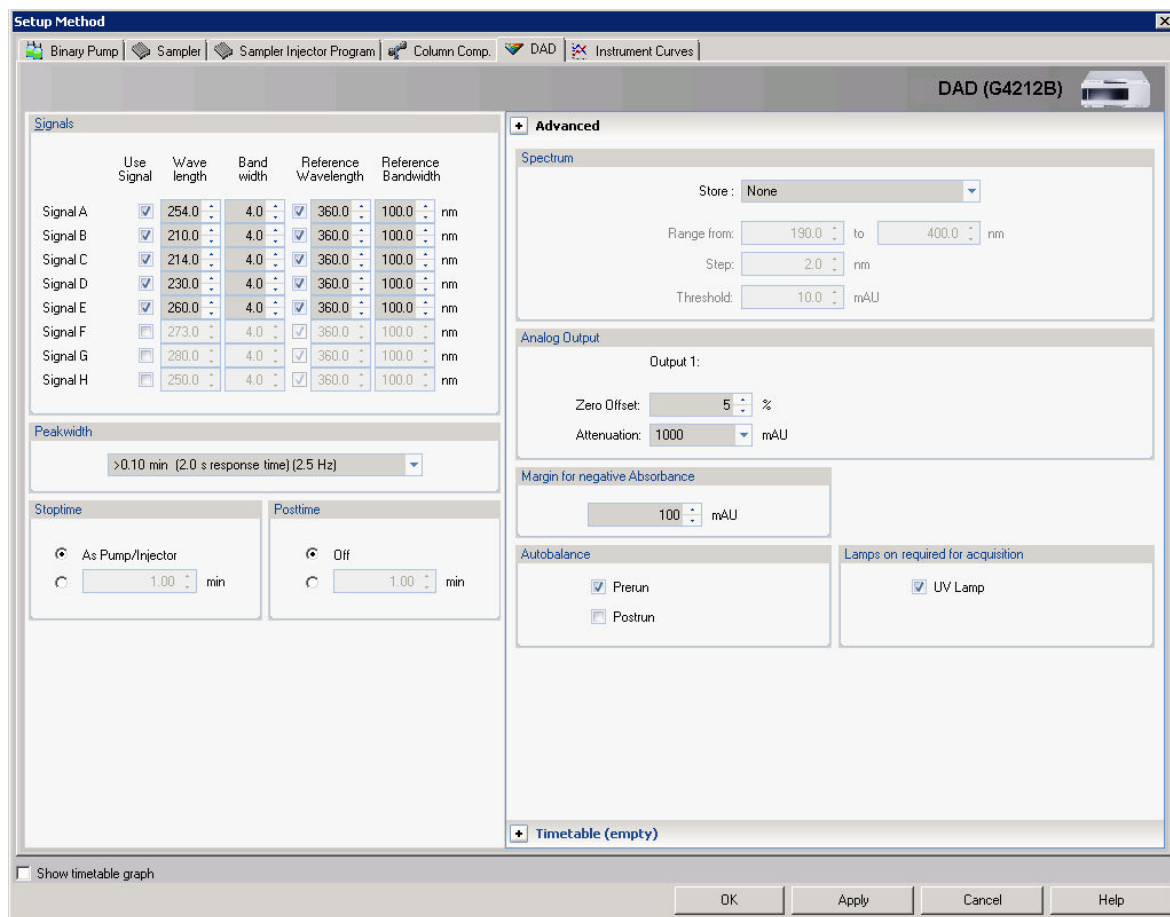 Setup Method
Binary Pump Sampler Sampler Injector Program Column Comp. DAD Instrument Curves
DAD (G4212B)
Signals
Use Signal Wave length Band width Reference Wavelength Reference Bandwidth
Signal A 254.0 4.0 360.0 100.0 nm
Signal B 210.0 4.0 360.0 100.0 nm
Signal C 214.0 4.0 360.0 100.0 nm
Signal D 230.0 4.0 360.0 100.0 nm
Signal E 260.0 4.0 360.0 100.0 nm
Signal F 273.0 4.0 360.0 100.0 nm
Signal G 280.0 4.0 360.0 100.0 nm
Signal H 250.0 4.0 360.0 100.0 nm
Peakwidth
>0.10 min (2.0 s response time) (2.5 Hz)
Stoptime
As Pump/Injector
1.00 min
Posttime
Off
1.00 min
Advanced
Spectrum
Store : None
Range from: 190.0 to 400.0 nm
Step: 2.0 nm
Threshold: 10.0 mAU
Analog Output
Output 1:
Zero Offset: 5 %
Attenuation: 1000 mAU
Margin for negative Absorbance
100 mAU
Autobalance
Prerun
Postrun
Lamps on required for acquisition
UV Lamp
Timetable (empty)
Show timetable graph
OK Apply Cancel Help